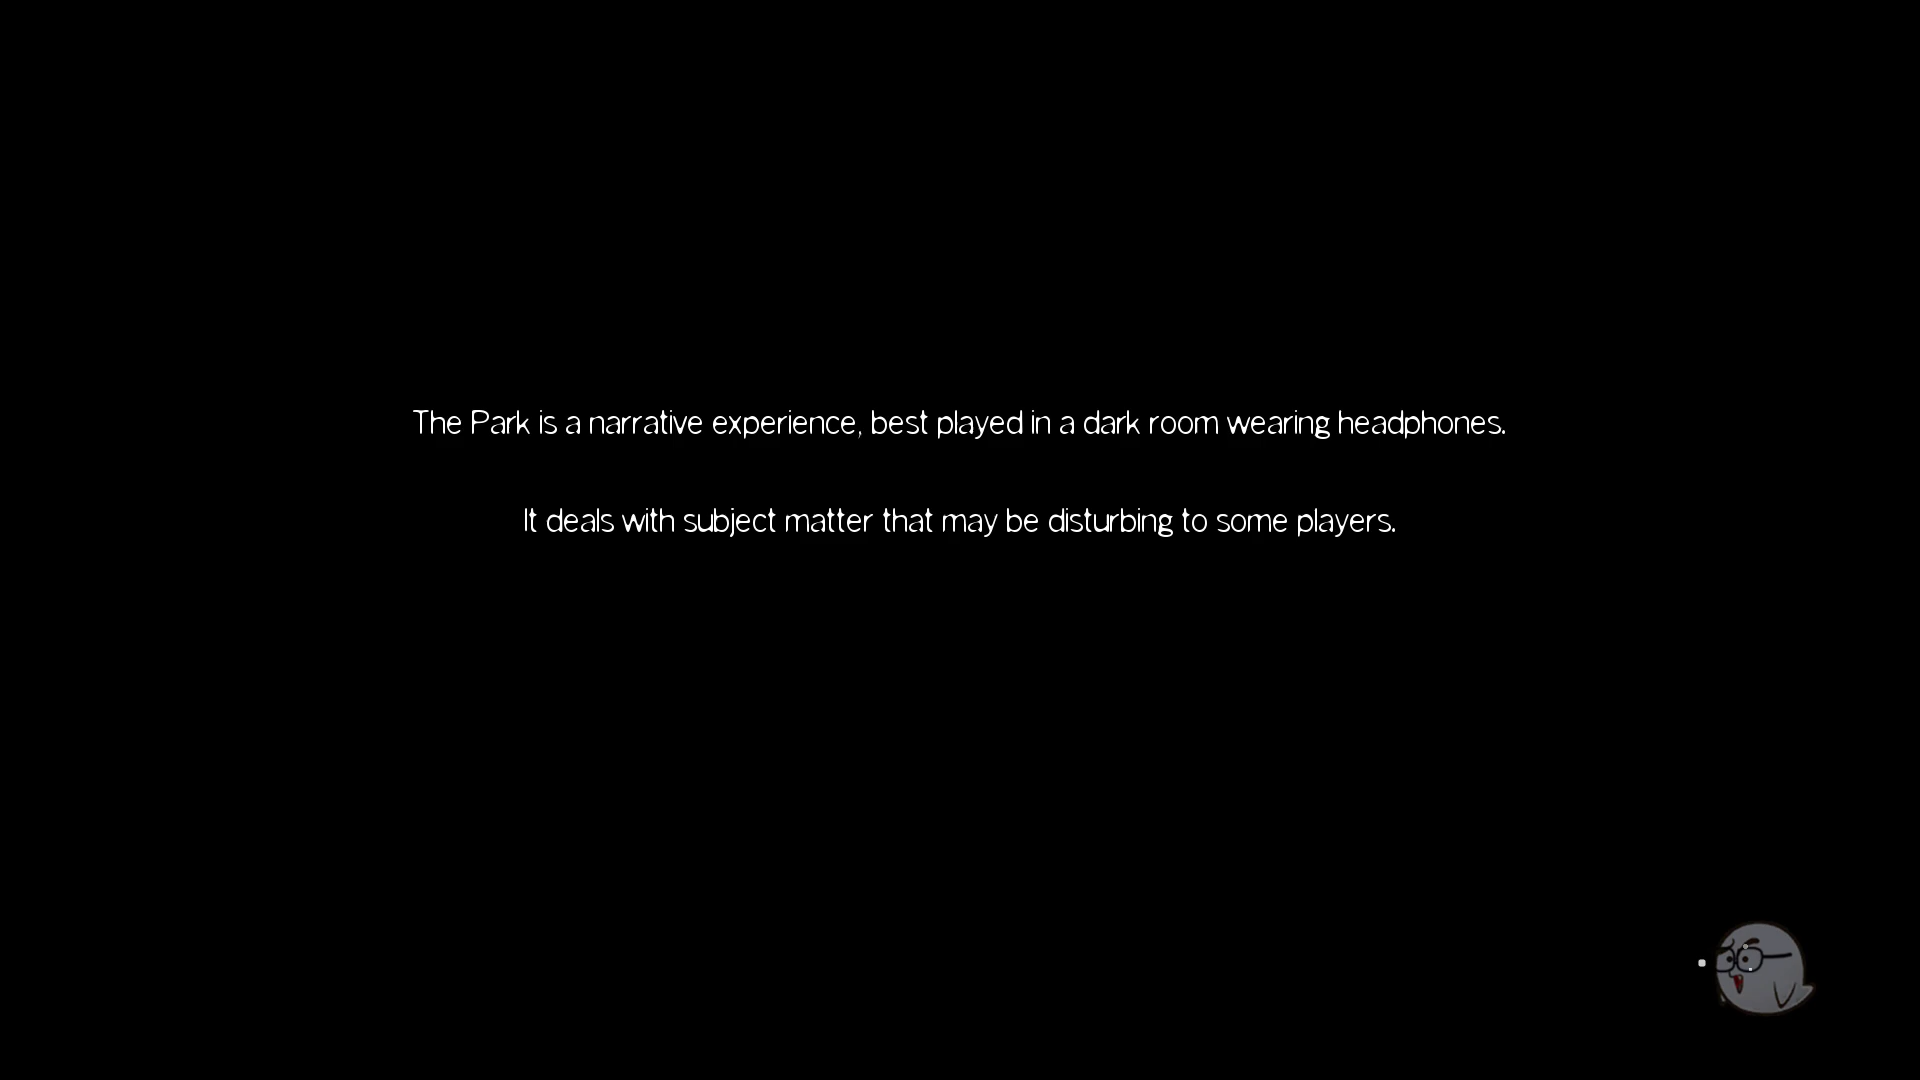 The Park is a narrative experience, best played in a dark room wearing headphones.
It deals with subject matter that may be disturbing to some players.